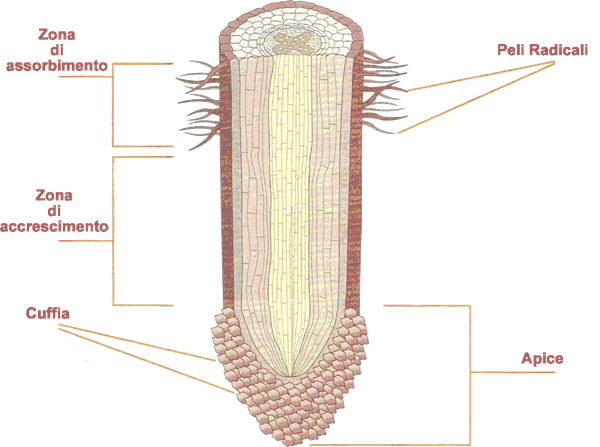 Zona
di
assorbimento
Peli Radicali
Zona
di
accrescimento
Cuffia
Apice